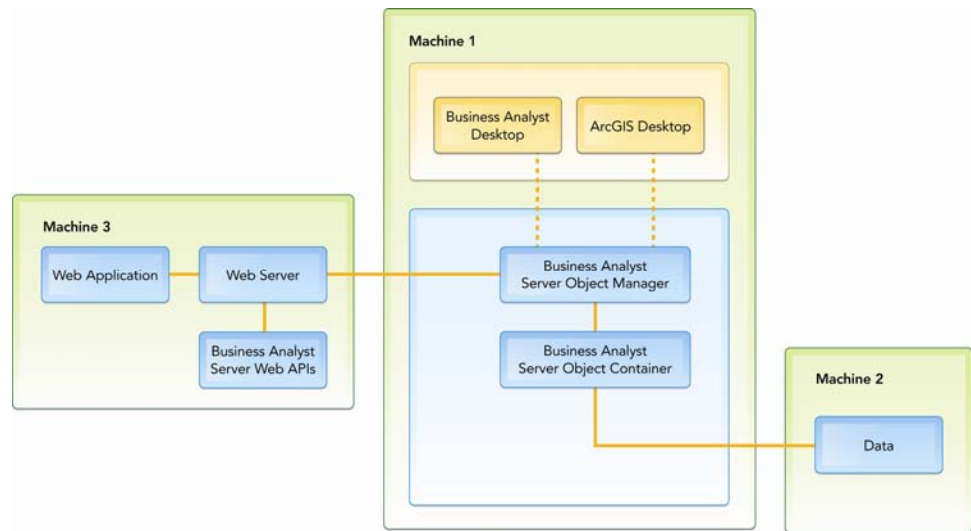 Machine 1
Business Analyst
Desktop
ArcGIS Desktop
Machine 3
Web Application
Web Server
Business Analyst
Server Object Manager
Business Analyst
Server Web APIs
Business Analyst
Server Object Container
Machine 2
Data